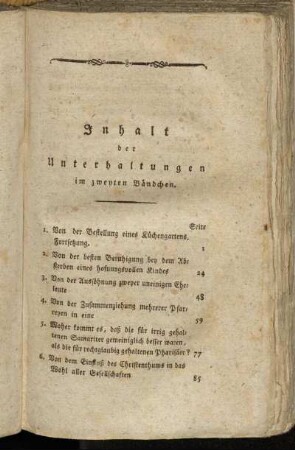 Inhalt
der
Unterhaltungen
im zweyten Bändchen.
Seite
1. Von der Bestellung eines Küchengartens,
Fortsetzung. 1
2. Von der besten Beruhigung bey dem Ab-
sterben eines hofnungsvollen Kindes 24
3. Von der Aussöhnung zweyer uneinigen Ehe-
leute 48
4. Von der Zusammenziehung mehrerer Pfar-
reyen in eine 59
5. Woher kommt es, daß die für irrig gehal-
tenen Samariter gemeiniglich besser waren,
als die für rechtgläubig gehaltenen Pharisäer? 77
6. Von dem Einfluß des Christenthums in das
Wohl aller Gesellschaften 85